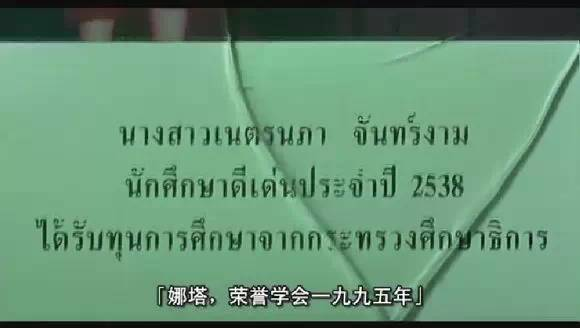 นางสาวเนตรนภา จันทร์งาม
นักศึกษาดีเด่นประจำปี 2538
ได้รับทุนการศึกษาจากกระทรวงศึกษาธิการ
「娜塔，荣誉学会一九九五年」